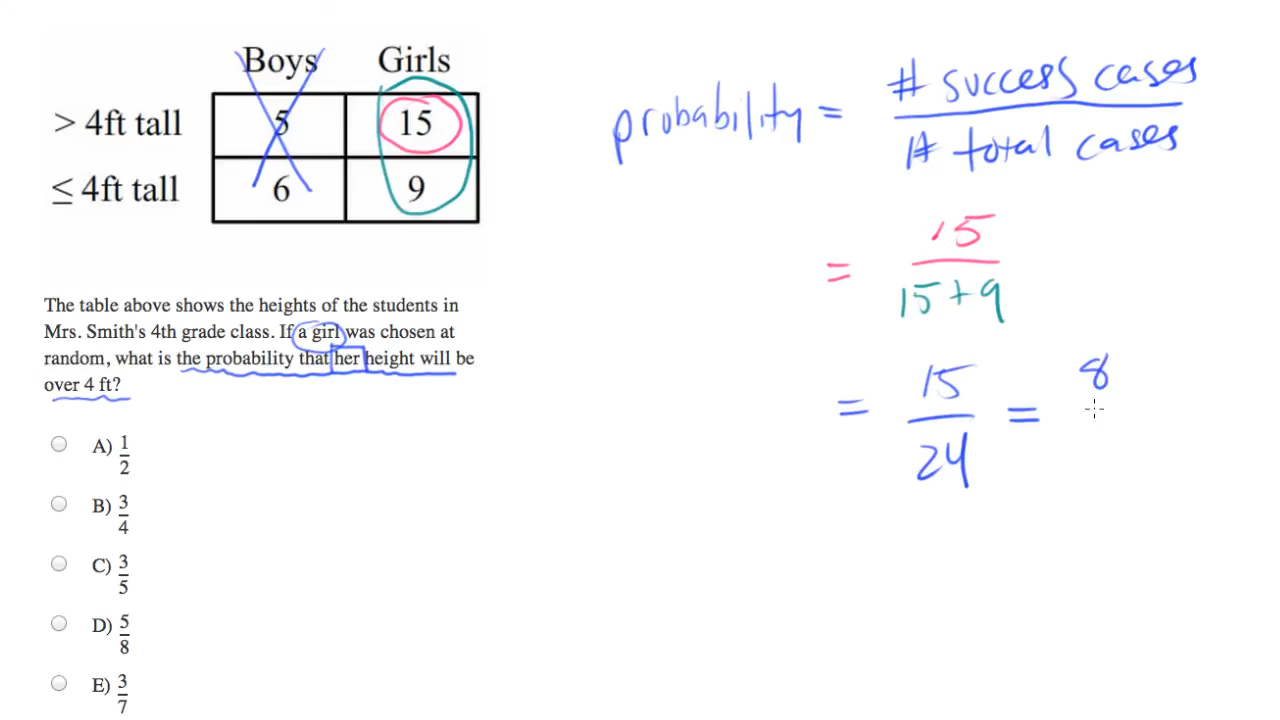 Boys Girls
> 4ft tall 5 15
≤ 4ft tall 6 9
The table above shows the heights of the students in
Mrs. Smith's 4th grade class. If a girl was chosen at
random, what is the probability that her height will be
over 4 ft?
A) 1/2
B) 3/4
C) 3/5
D) 5/8
E) 3/7
probability = # success cases / # total cases
= 15 / 15+9
= 15/24 = 8